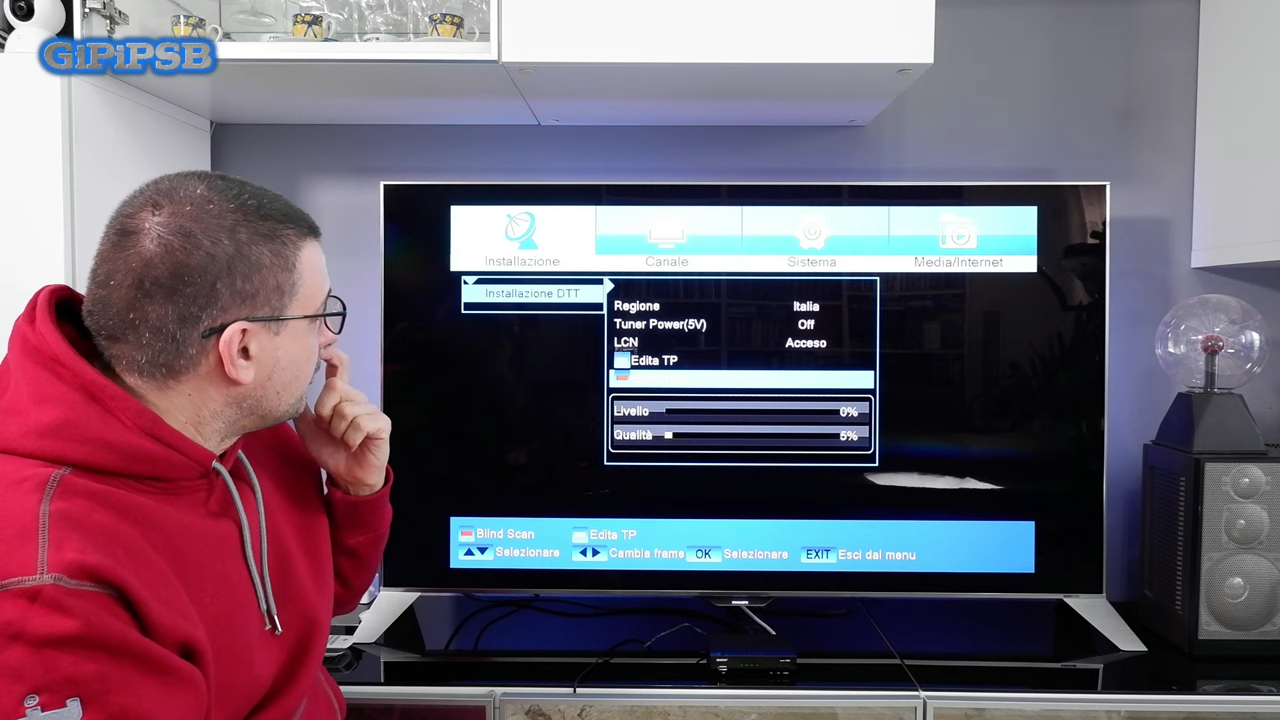 GiPiPSB
Installazione Canale Sistema Media/Internet
Installazione DTT
Regione Italia
Tuner Power(5V) Off
LCN Acceso
Edita TP
Livello 0%
Qualità 5%
Blind Scan Edita TP
Selezionare Cambia frame OK Selezionare EXIT Esci dal menu